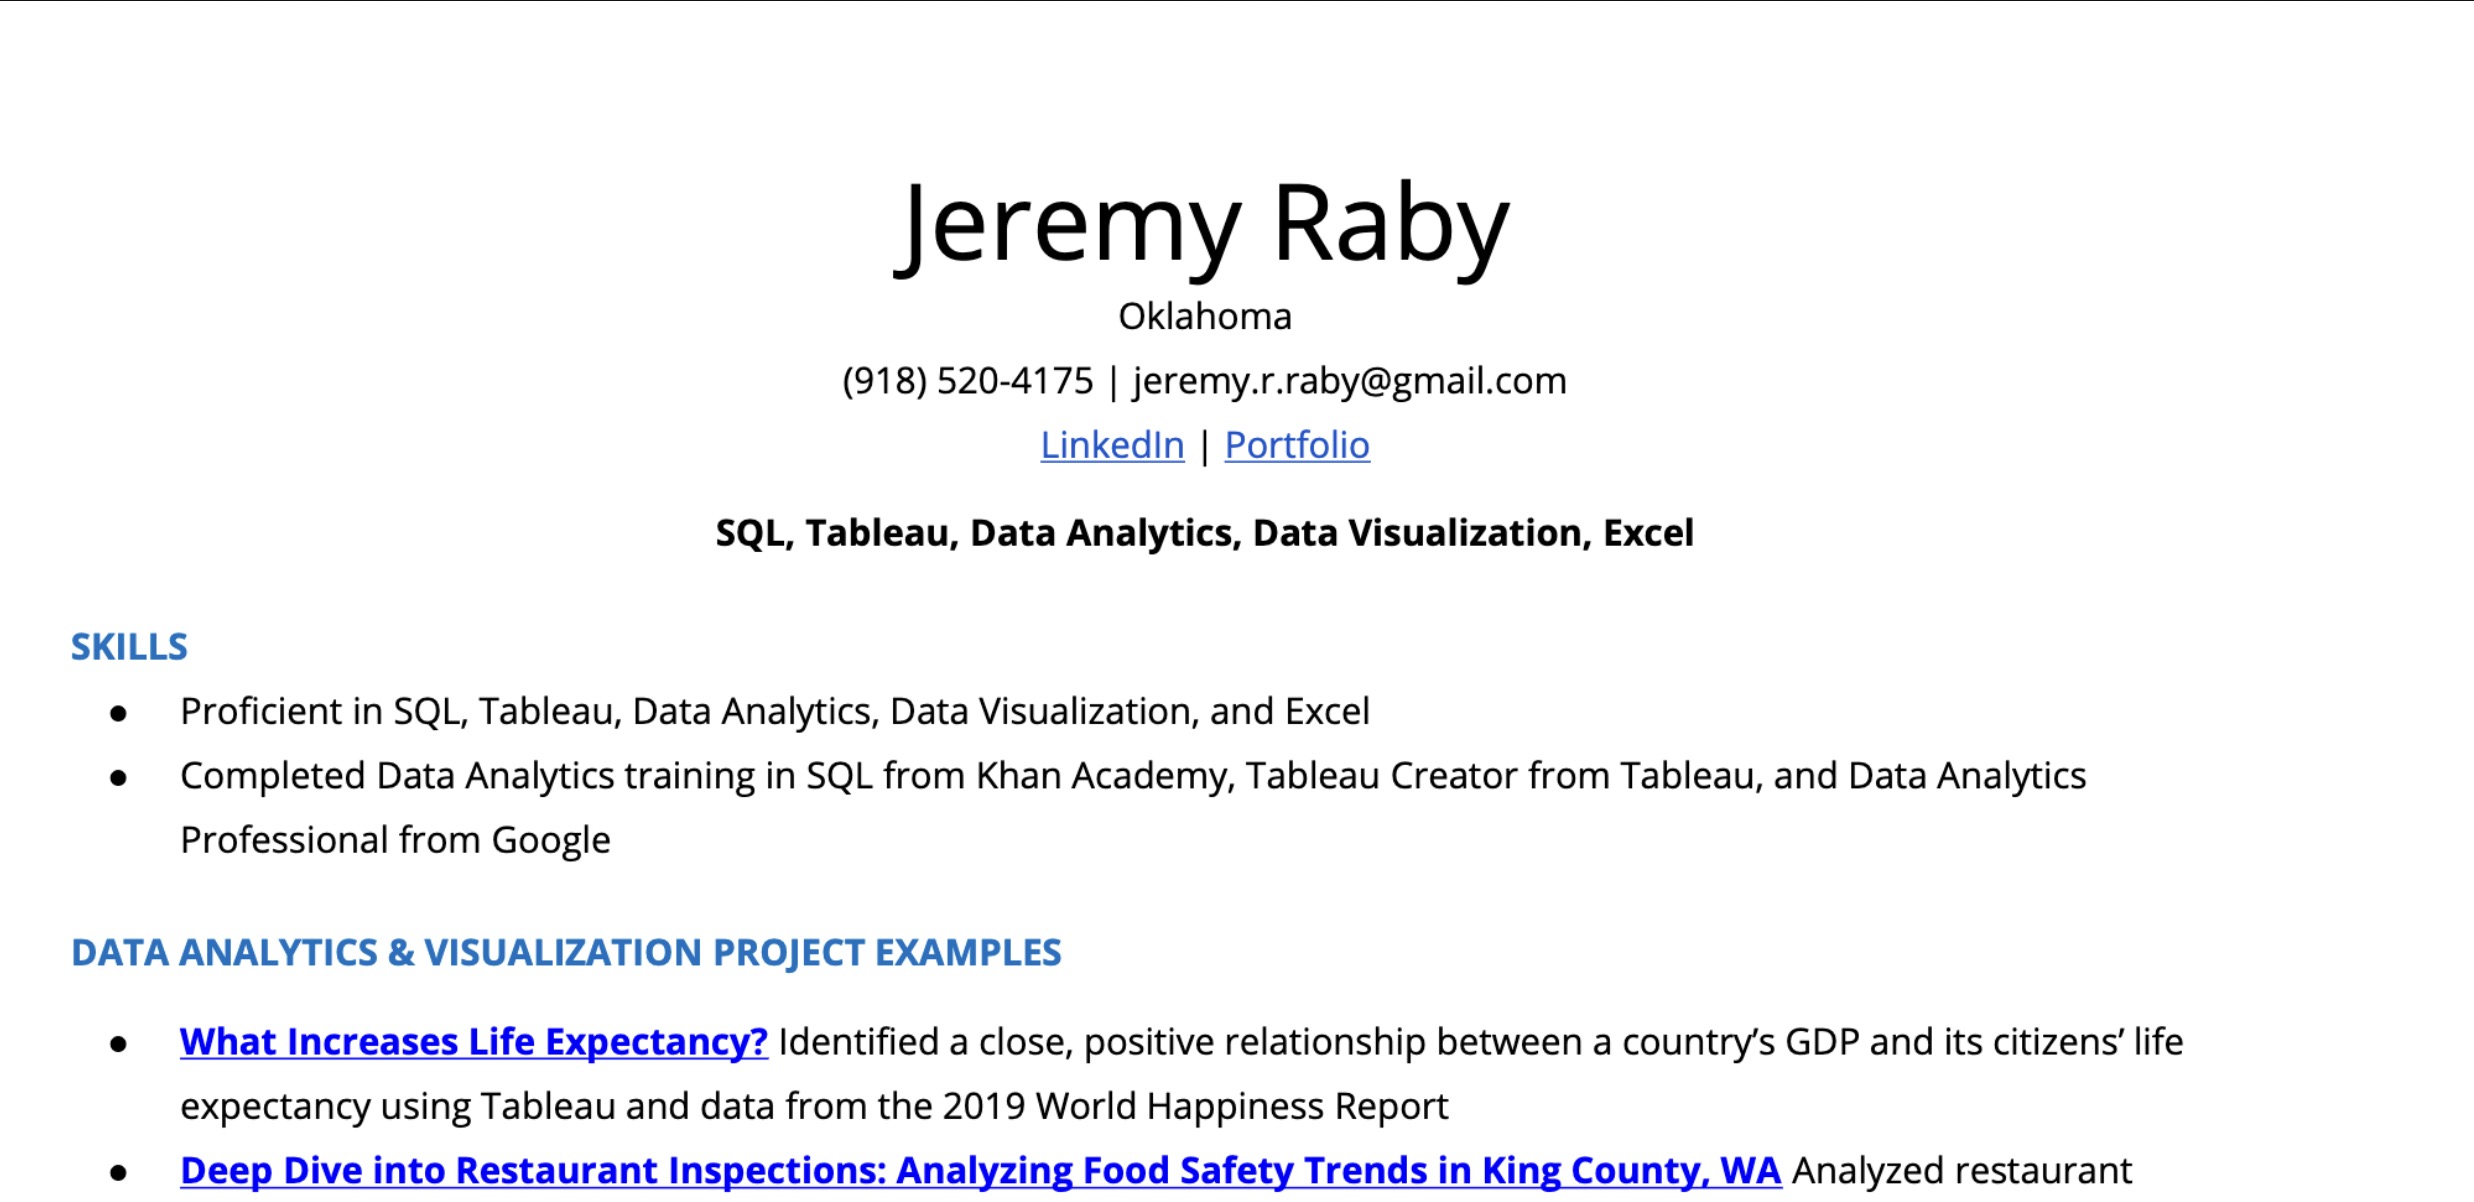 Jeremy Raby
Oklahoma
(918) 520-4175 | jeremy.r.raby@gmail.com
LinkedIn | Portfolio
SQL, Tableau, Data Analytics, Data Visualization, Excel
SKILLS
● Proficient in SQL, Tableau, Data Analytics, Data Visualization, and Excel
● Completed Data Analytics training in SQL from Khan Academy, Tableau Creator from Tableau, and Data Analytics
Professional from Google
DATA ANALYTICS & VISUALIZATION PROJECT EXAMPLES
● What Increases Life Expectancy? Identified a close, positive relationship between a country’s GDP and its citizens’ life
expectancy using Tableau and data from the 2019 World Happiness Report
● Deep Dive into Restaurant Inspections: Analyzing Food Safety Trends in King County, WA Analyzed restaurant